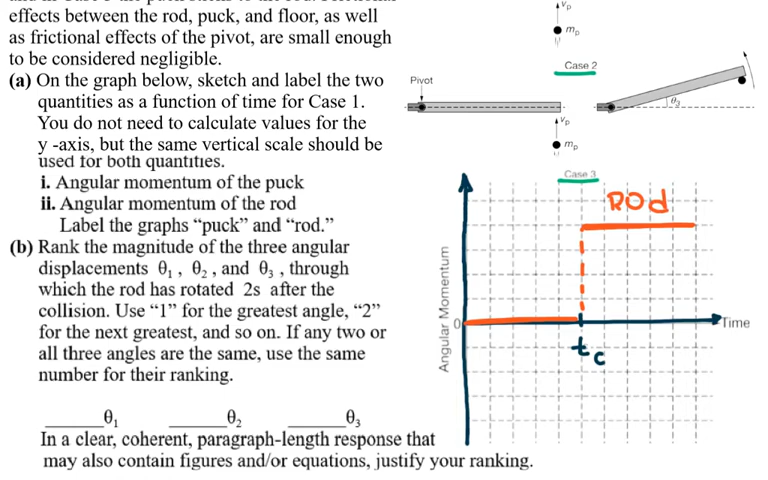 effects between the rod, puck, and floor, as well
as frictional effects of the pivot, are small enough
to be considered negligible.
(a) On the graph below, sketch and label the two
quantities as a function of time for Case 1.
You do not need to calculate values for the
y -axis, but the same vertical scale should be
used for both quantities.
i. Angular momentum of the puck
ii. Angular momentum of the rod
Label the graphs “puck” and “rod.”
(b) Rank the magnitude of the three angular
displacements θ₁ , θ₂ , and θ₃ , through
which the rod has rotated 2s after the
collision. Use “1” for the greatest angle, “2”
for the next greatest, and so on. If any two or
all three angles are the same, use the same
number for their ranking.
______θ₁ ______θ₂ ______θ₃
In a clear, coherent, paragraph-length response that
may also contain figures and/or equations, justify your ranking.
vₚ
mₚ
Case 2
Pivot
θ₃
vₚ
mₚ
Case 3
ROd
Angular Momentum
0
Time
tc